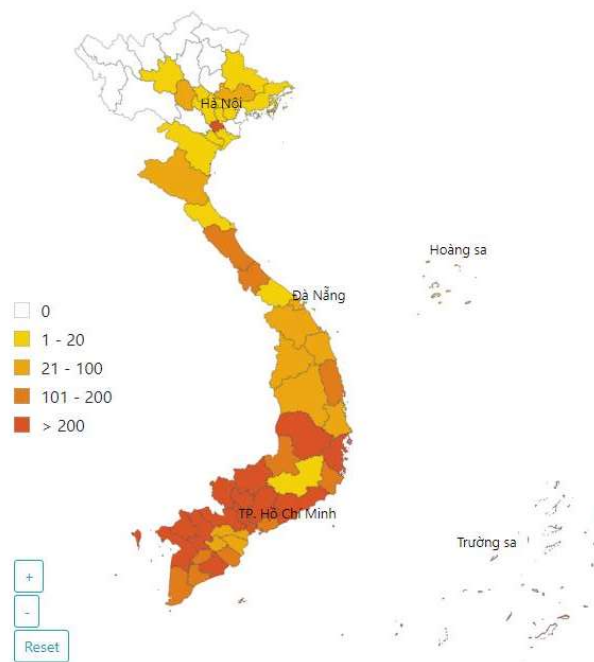 Hà Nội
Hoàng sa
Đà Nẵng
0
1 - 20
21 - 100
101 - 200
> 200
TP. Hồ Chí Minh
Trường sa
+
-
Reset